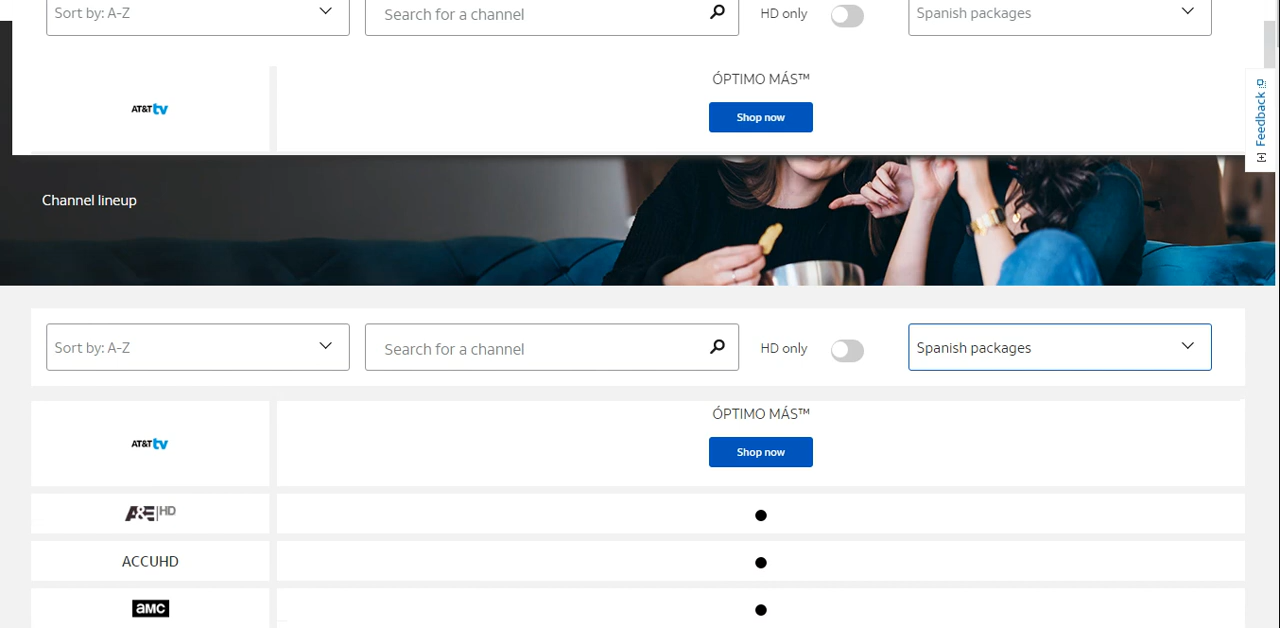 Sort by: A-Z
Search for a channel
HD only
Spanish packages
AT&T tv
ÓPTIMO MÁS™
Shop now
Feedback
Channel lineup
Sort by: A-Z
Search for a channel
HD only
Spanish packages
AT&T tv
ÓPTIMO MÁS™
Shop now
A&E HD
ACCUHD
amc